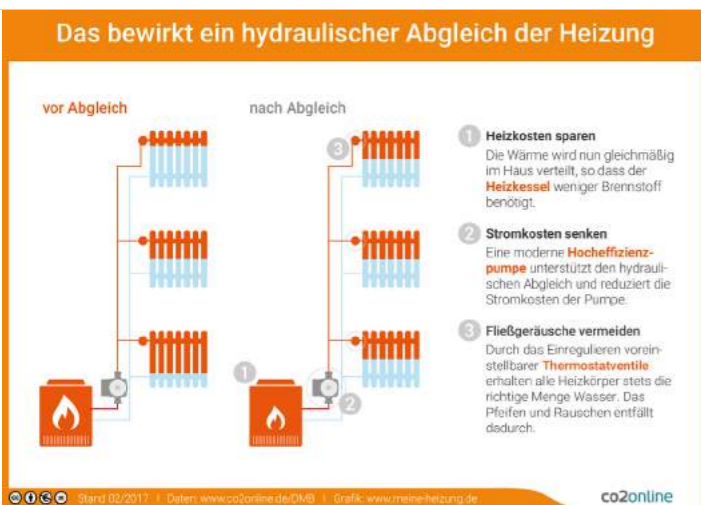 Das bewirkt ein hydraulischer Abgleich der Heizung
vor Abgleich
nach Abgleich
3
1
2
1 Heizkosten sparen
Die Wärme wird nun gleichmäßig
im Haus verteilt, so dass der
Heizkessel weniger Brennstoff
benötigt.
2 Stromkosten senken
Eine moderne Hocheffizienz-
pumpe unterstützt den hydrauli-
schen Abgleich und reduziert die
Stromkosten der Pumpe.
3 Fließgeräusche vermeiden
Durch das Einregulieren vorein-
stellbarer Thermostatventile
erhalten alle Heizkörper stets die
richtige Menge Wasser. Das
Pfeifen und Rauschen entfällt
dadurch.
Stand 02/2017 | Daten: www.co2online.de/DMB | Grafik: www.meine-heizung.de
co2online